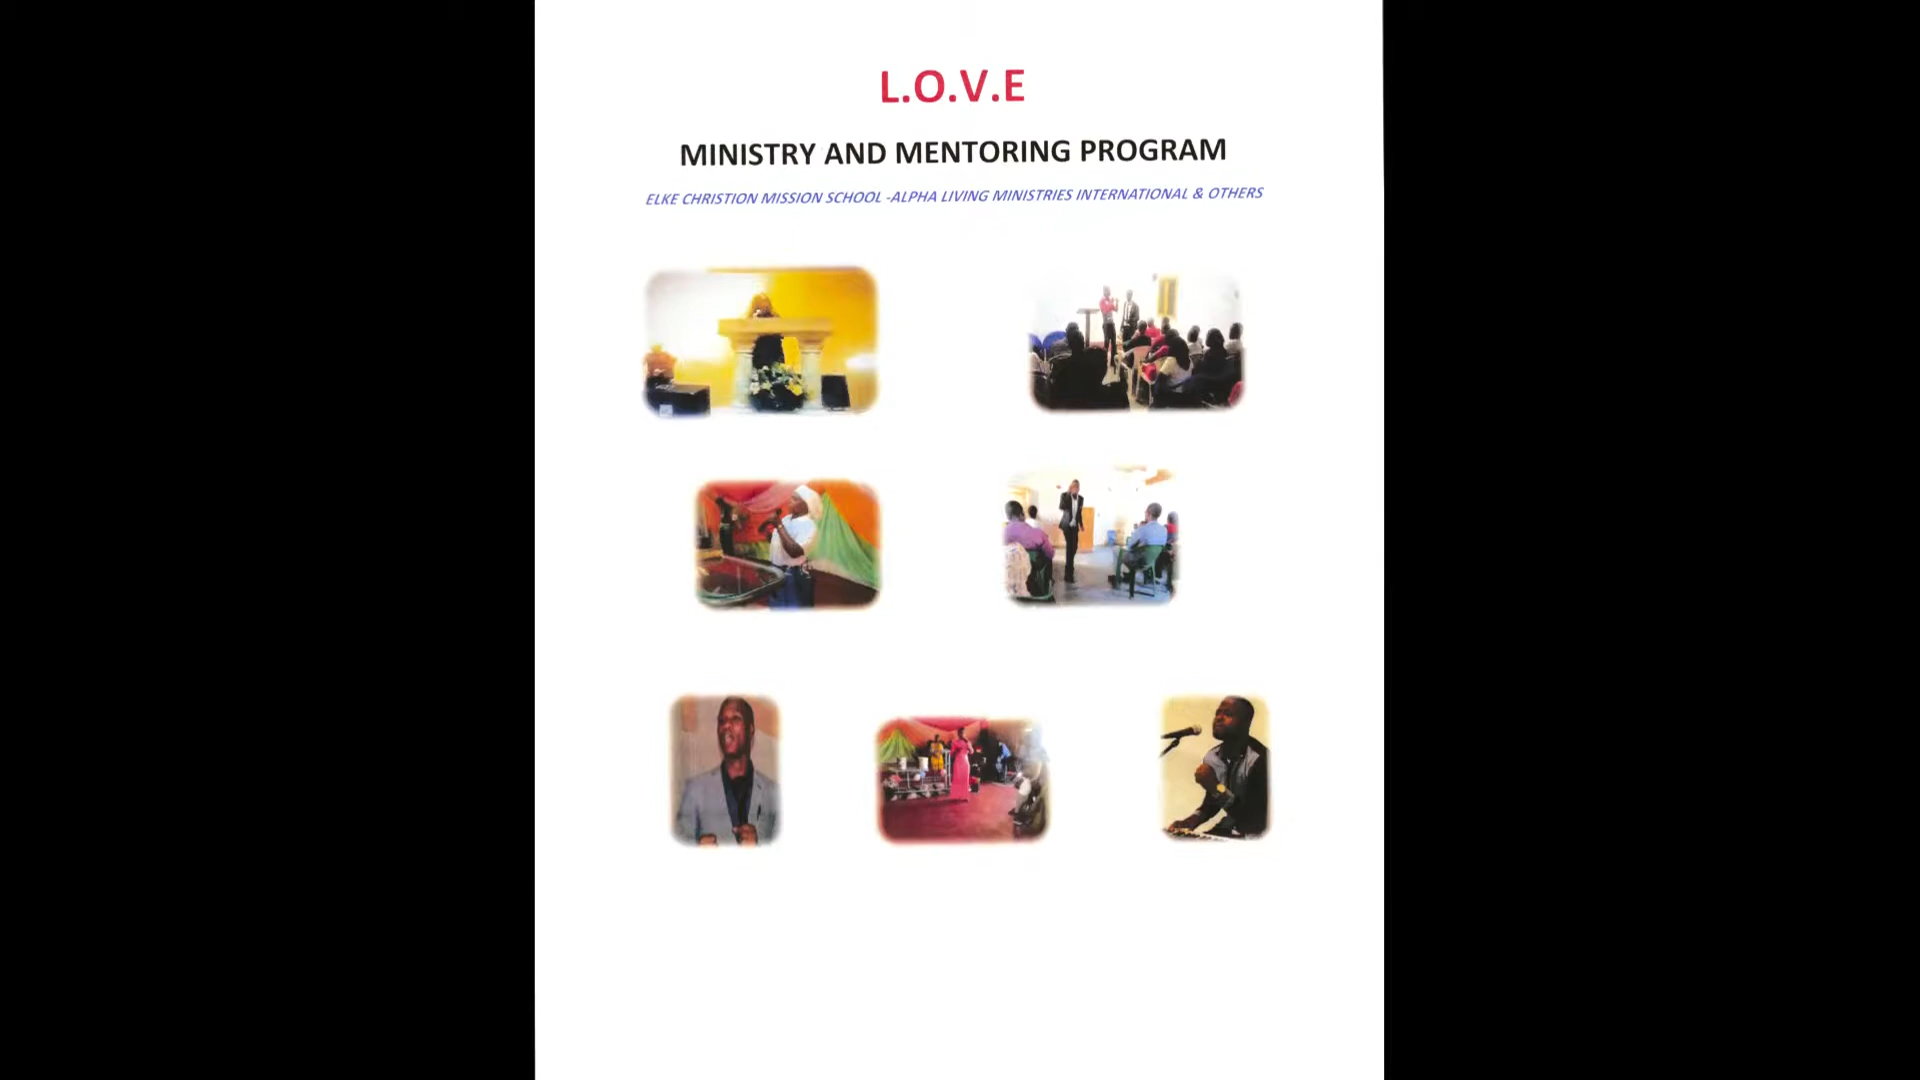 L.O.V.E
MINISTRY AND MENTORING PROGRAM
ELKE CHRISTION MISSION SCHOOL -ALPHA LIVING MINISTRIES INTERNATIONAL & OTHERS